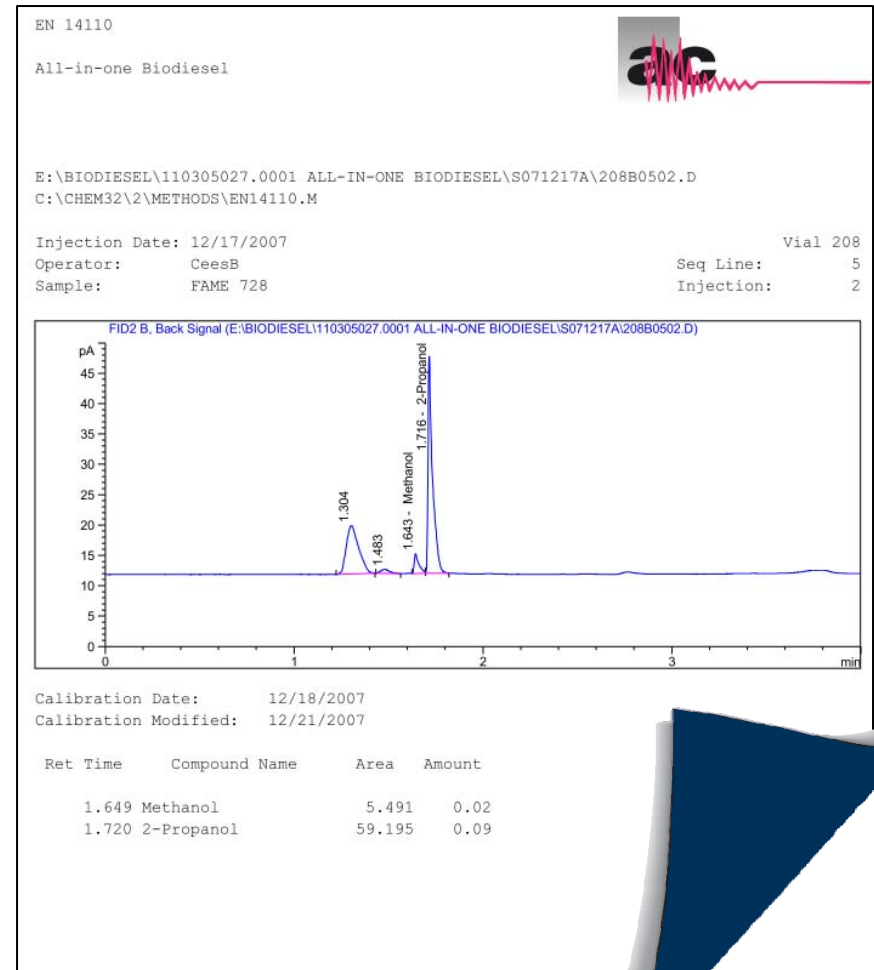 EN 14110
ac
All-in-one Biodiesel
E:\BIODIESEL\110305027.0001 ALL-IN-ONE BIODIESEL\S071217A\208B0502.D
C:\CHEM32\2\METHODS\EN14110.M
Injection Date: 12/17/2007 Vial 208
Operator: CeesB Seq Line: 5
Sample: FAME 728 Injection: 2
FID2 B, Back Signal (E:\BIODIESEL\110305027.0001 ALL-IN-ONE BIODIESEL\S071217A\208B0502.D)
pA
45
40
35
30
25
20
15
10
5
0
1.304
1.483
1.643 - Methanol
1.716 - 2-Propanol
0 1 2 3 min
Calibration Date: 12/18/2007
Calibration Modified: 12/21/2007
Ret Time Compound Name Area Amount
1.649 Methanol 5.491 0.02
1.720 2-Propanol 59.195 0.09